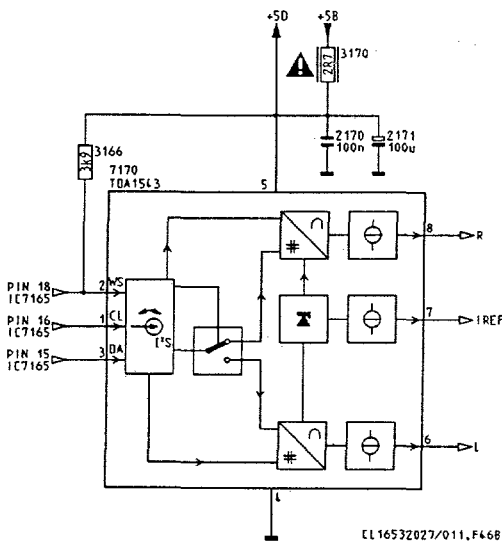 +5D
+5B
3170
2R7
2170
100n
2171
100u
3166
3k9
7170
TDA1543
5
8
R
PIN 18
IC7165
2
WS
PIN 16
IC7165
1
CL
I²S
7
IREF
PIN 15
IC7165
3
DA
#
#
6
L
4
CL16532027/011.F46B